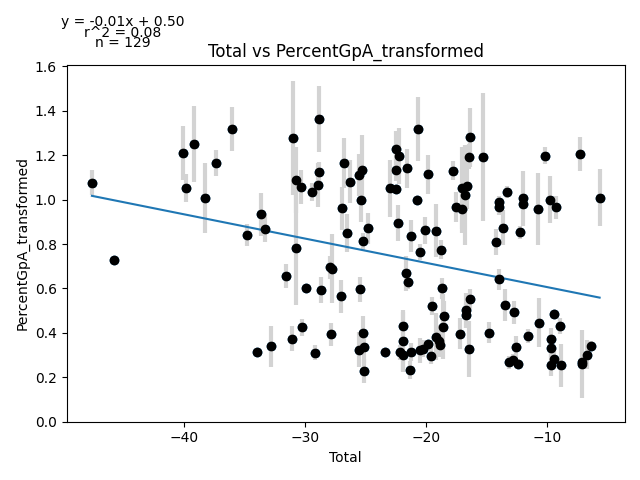 y = -0.01x + 0.50
r^2 = 0.08
n = 129
Total vs PercentGpA_transformed
PercentGpA_transformed
1.6
1.4
1.2
1.0
0.8
0.6
0.4
0.2
0.0
−40
−30
−20
−10
Total